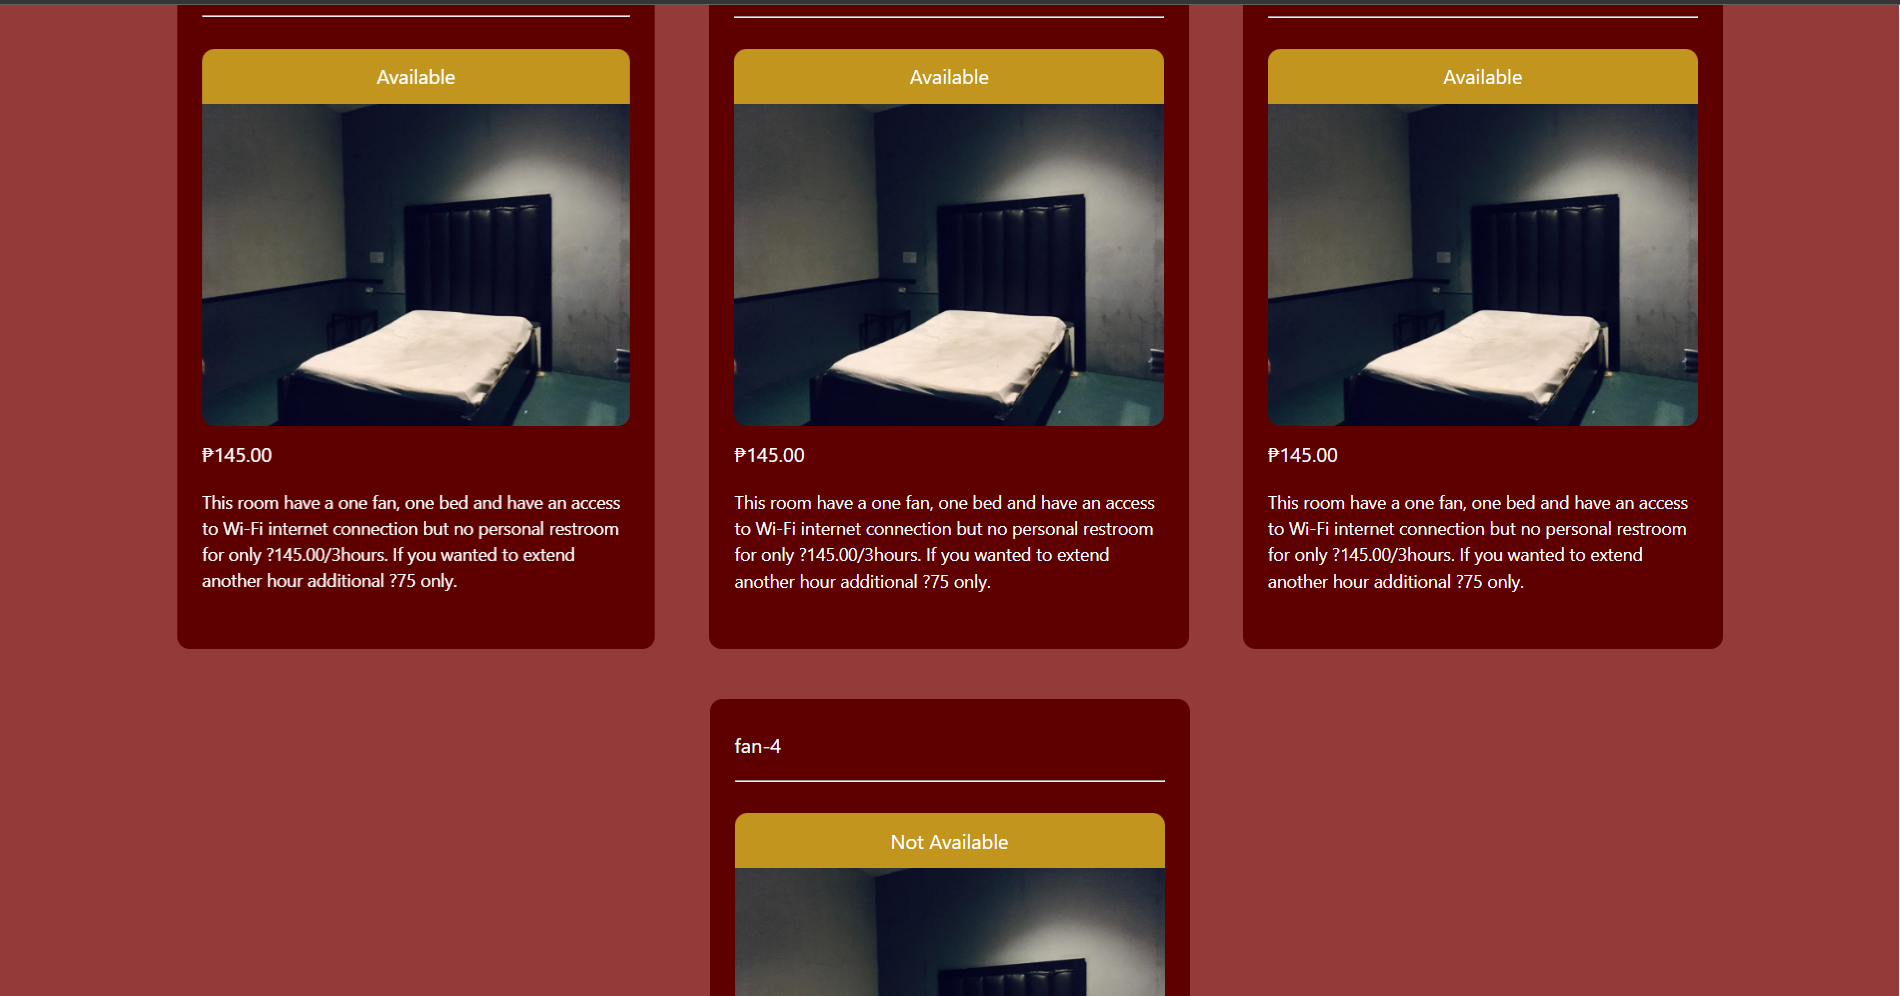 Available
Available
Available
₱145.00
₱145.00
₱145.00
This room have a one fan, one bed and have an access
to Wi-Fi internet connection but no personal restroom
for only ?145.00/3hours. If you wanted to extend
another hour additional ?75 only.
This room have a one fan, one bed and have an access
to Wi-Fi internet connection but no personal restroom
for only ?145.00/3hours. If you wanted to extend
another hour additional ?75 only.
This room have a one fan, one bed and have an access
to Wi-Fi internet connection but no personal restroom
for only ?145.00/3hours. If you wanted to extend
another hour additional ?75 only.
fan-4
Not Available